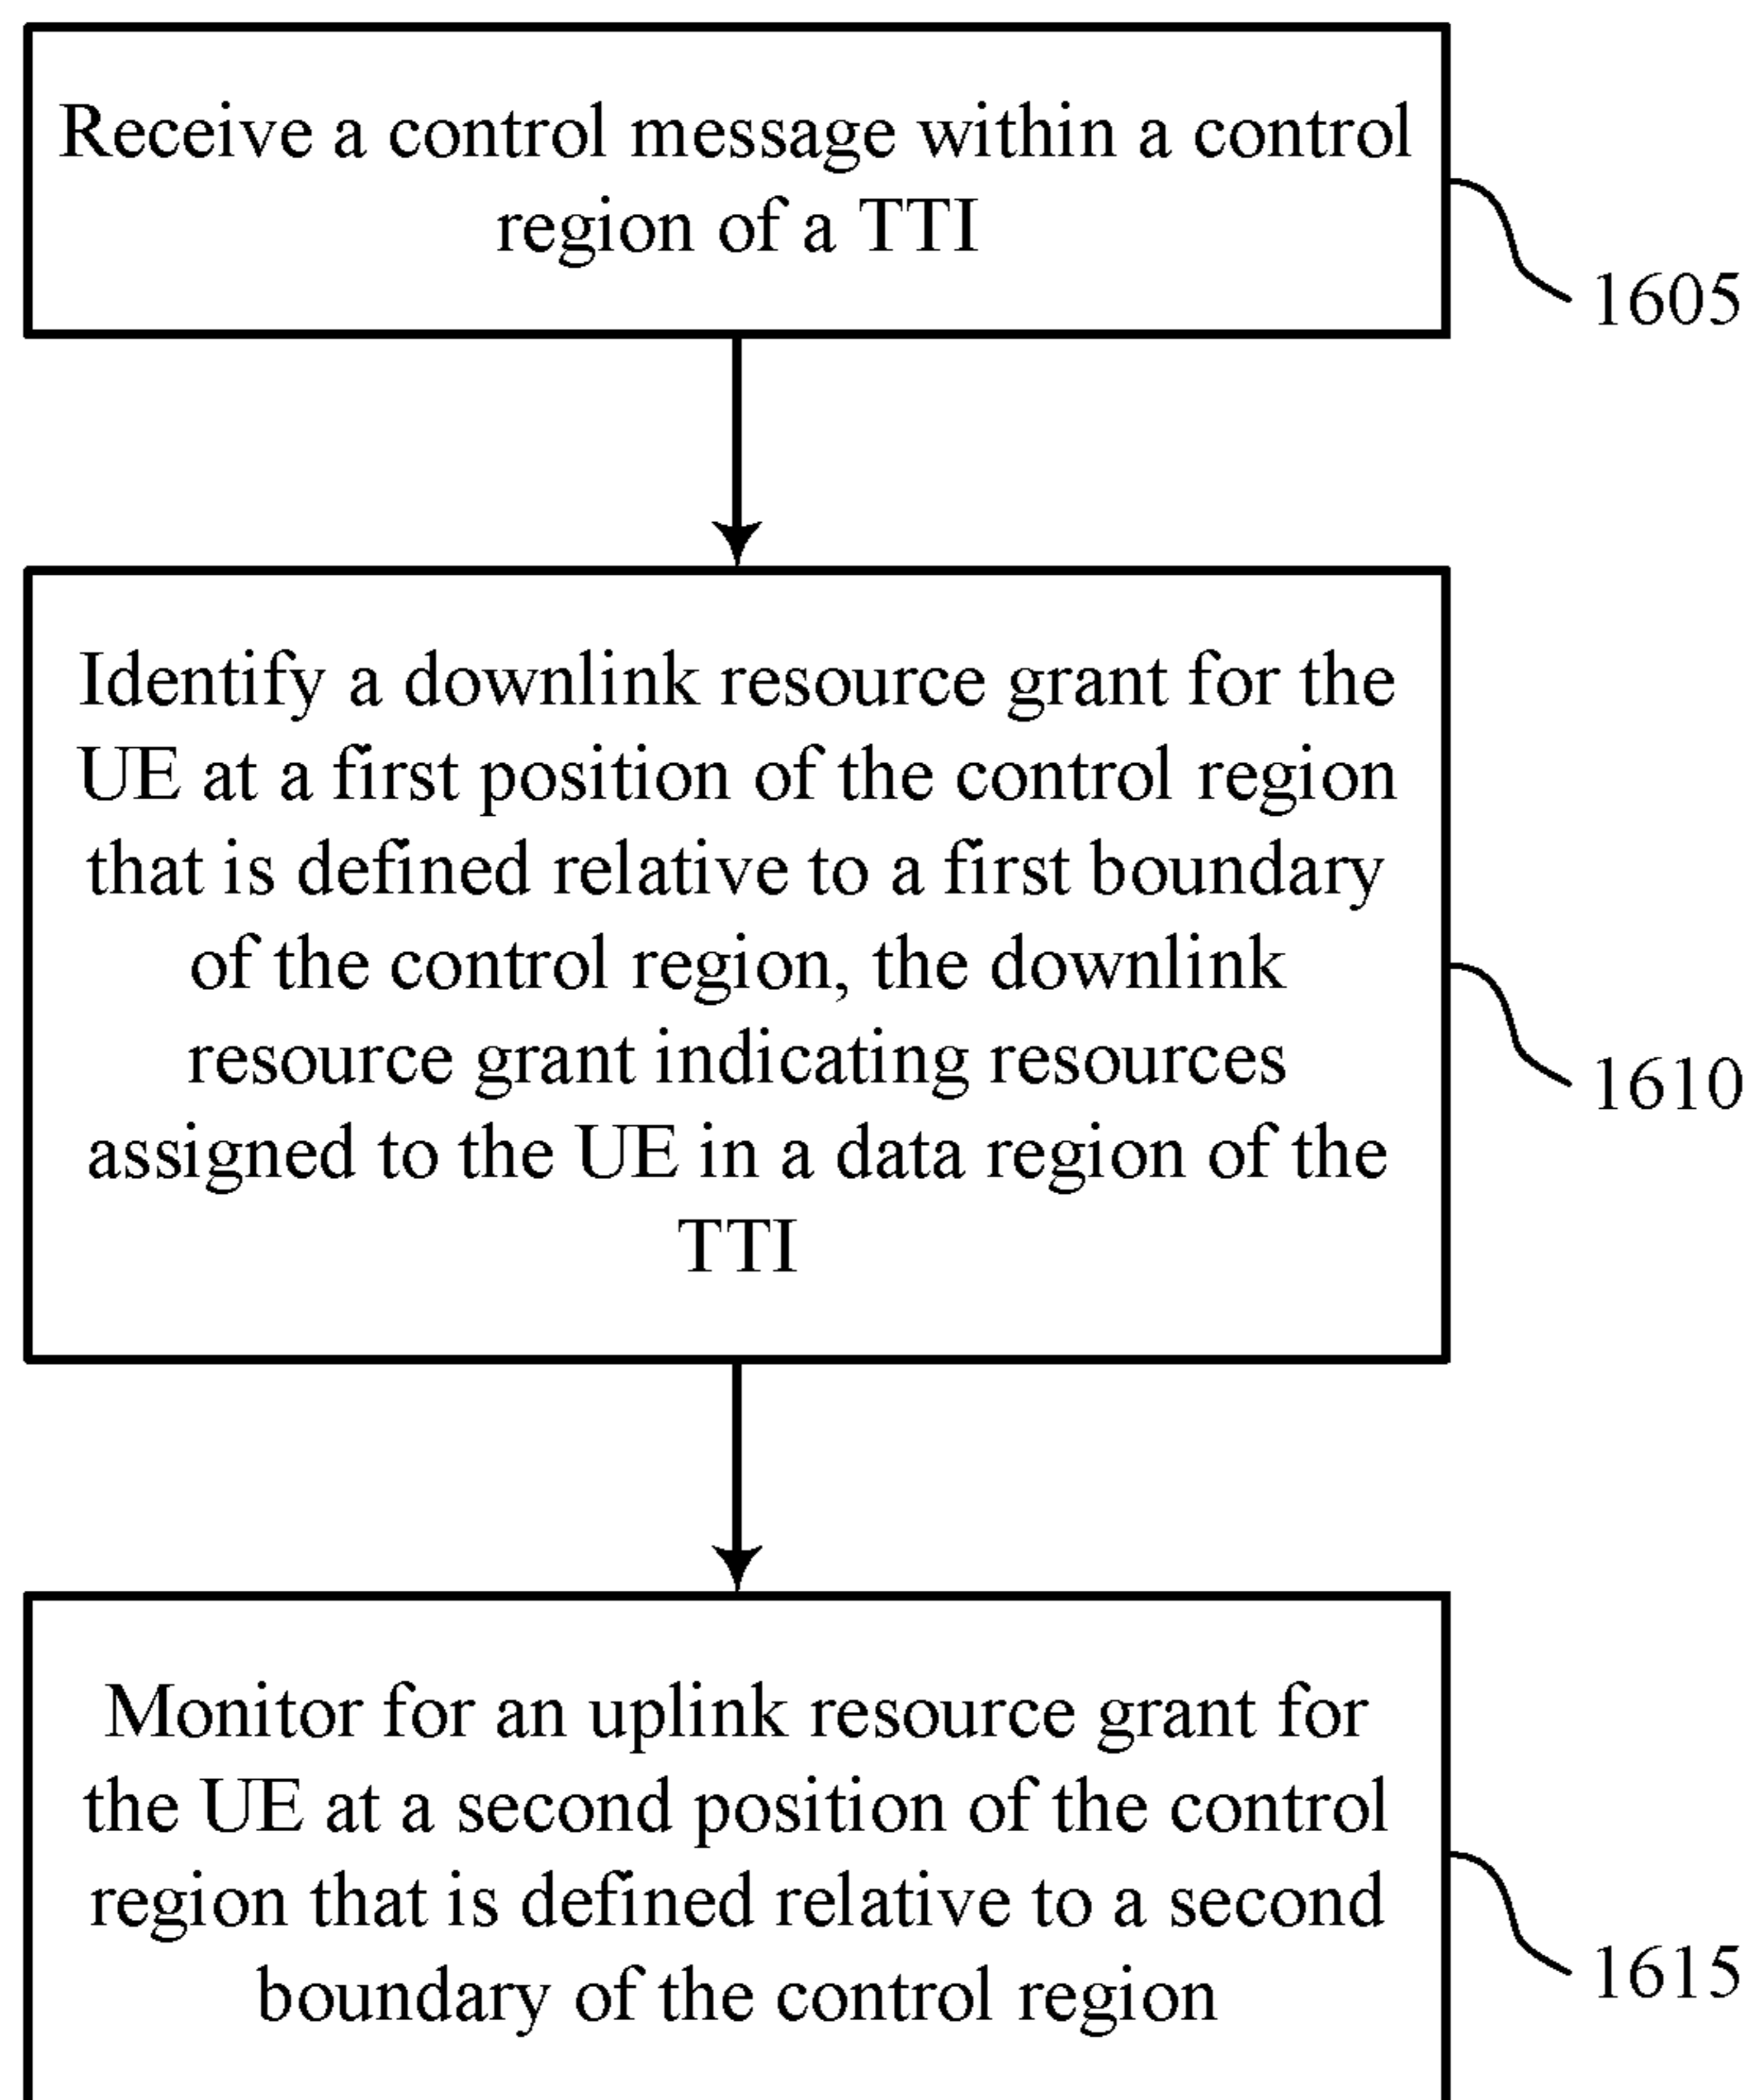 Receive a control message within a control
region of a TTI
1605
Identify a downlink resource grant for the
UE at a first position of the control region
that is defined relative to a first boundary
of the control region, the downlink
resource grant indicating resources
assigned to the UE in a data region of the
TTI
1610
Monitor for an uplink resource grant for
the UE at a second position of the control
region that is defined relative to a second
boundary of the control region
1615